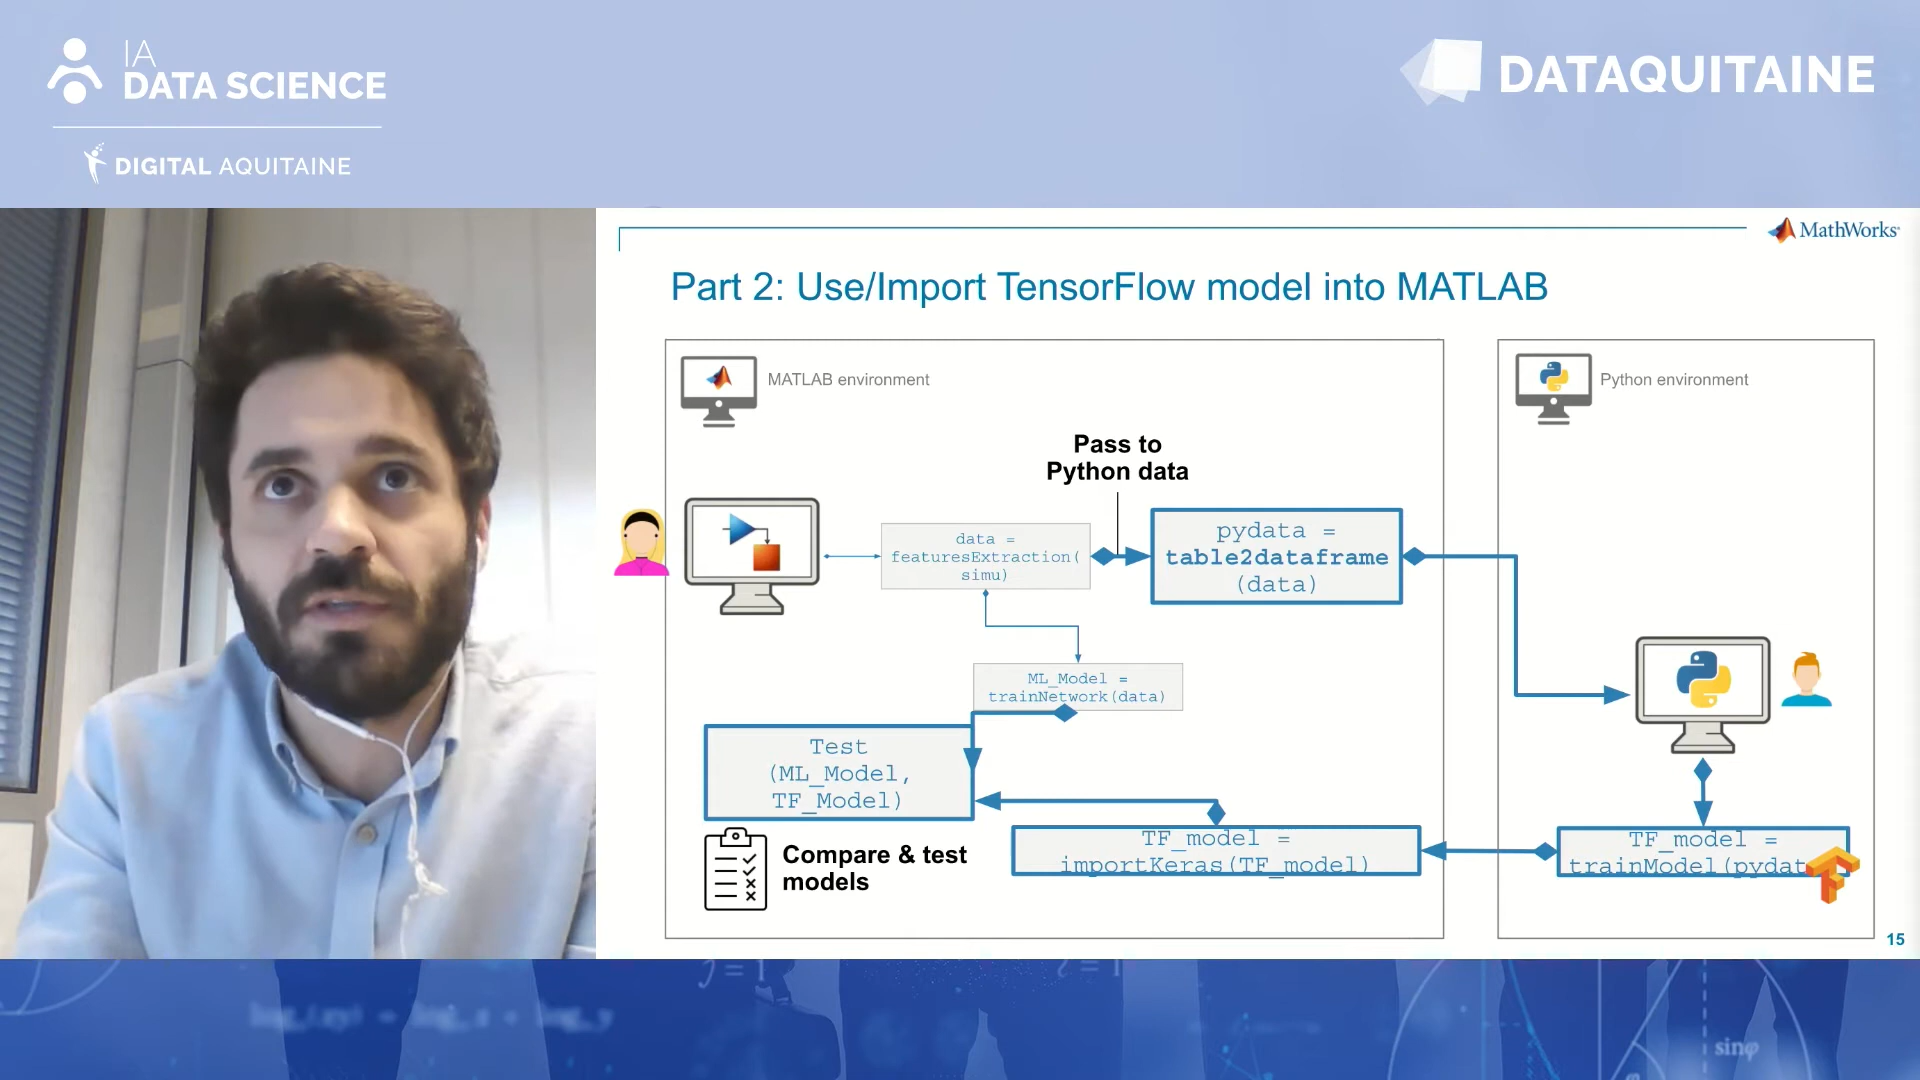 IA
DATA SCIENCE
DIGITAL AQUITAINE
DATAQUITAINE
MathWorks
Part 2: Use/Import TensorFlow model into MATLAB
MATLAB environment
Python environment
Pass to
Python data
data =
featuresExtraction(
simu)
pydata =
table2dataframe
(data)
ML_Model =
trainNetwork(data)
Test
(ML_Model,
TF_Model)
Compare & test
models
TF_model =
importKeras(TF_model)
TF_model =
trainModel(pydat
15
sinφ